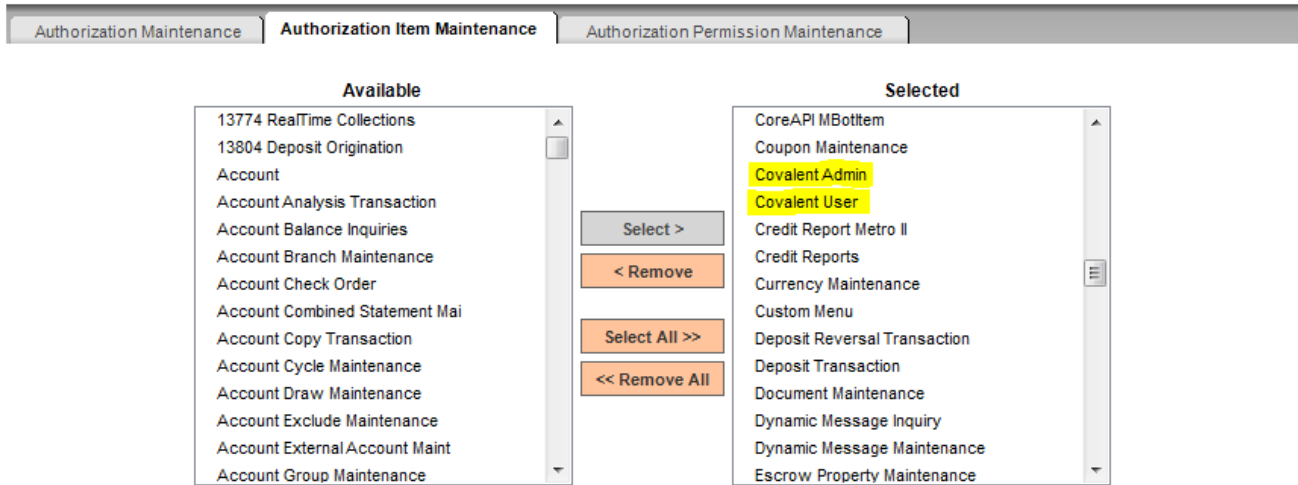 Authorization Maintenance
Authorization Item Maintenance
Authorization Permission Maintenance
Available
13774 RealTime Collections
13804 Deposit Origination
Account
Account Analysis Transaction
Account Balance Inquiries
Account Branch Maintenance
Account Check Order
Account Combined Statement Mai
Account Copy Transaction
Account Cycle Maintenance
Account Draw Maintenance
Account Exclude Maintenance
Account External Account Maint
Account Group Maintenance
Select >
< Remove
Select All >>
<< Remove All
Selected
CoreAPI MBotItem
Coupon Maintenance
Covalent Admin
Covalent User
Credit Report Metro II
Credit Reports
Currency Maintenance
Custom Menu
Deposit Reversal Transaction
Deposit Transaction
Document Maintenance
Dynamic Message Inquiry
Dynamic Message Maintenance
Escrow Property Maintenance